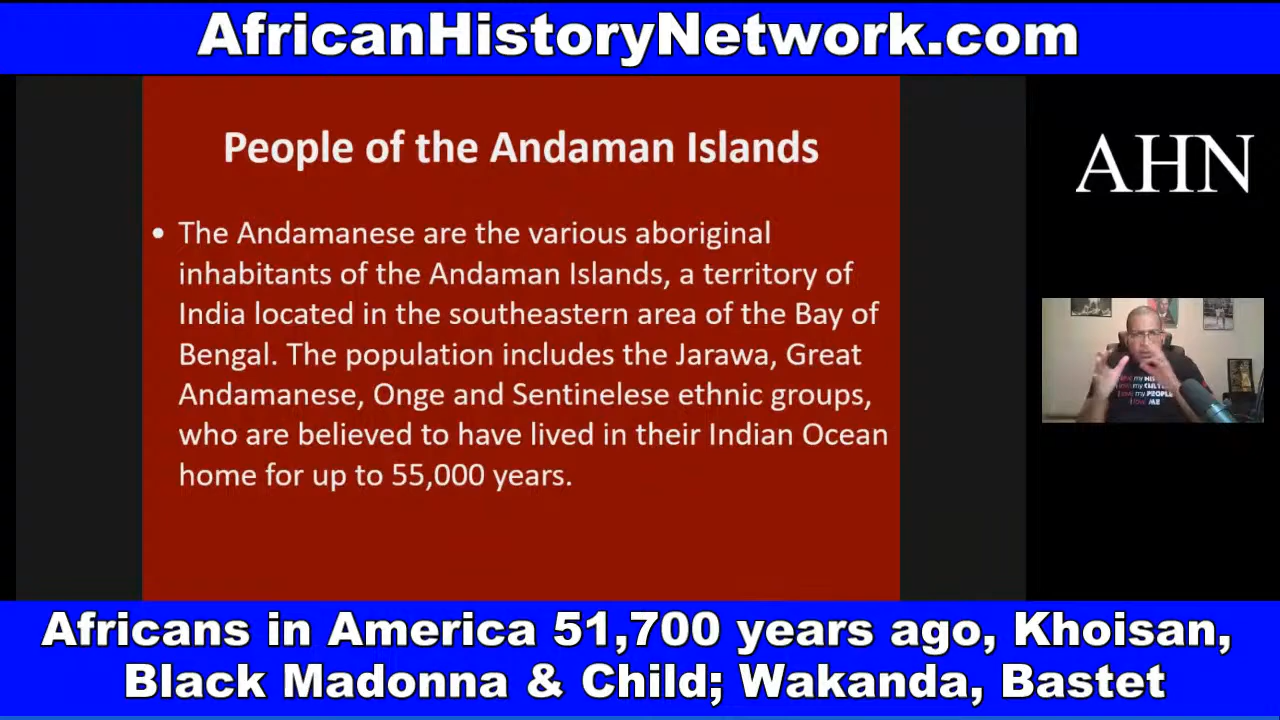 AfricanHistoryNetwork.com
People of the Andaman Islands
AHN
• The Andamanese are the various aboriginal
inhabitants of the Andaman Islands, a territory of
India located in the southeastern area of the Bay of
Bengal. The population includes the Jarawa, Great
Andamanese, Onge and Sentinelese ethnic groups,
who are believed to have lived in their Indian Ocean
home for up to 55,000 years.
my PEOPLE
ME
Africans in America 51,700 years ago, Khoisan,
Black Madonna & Child; Wakanda, Bastet